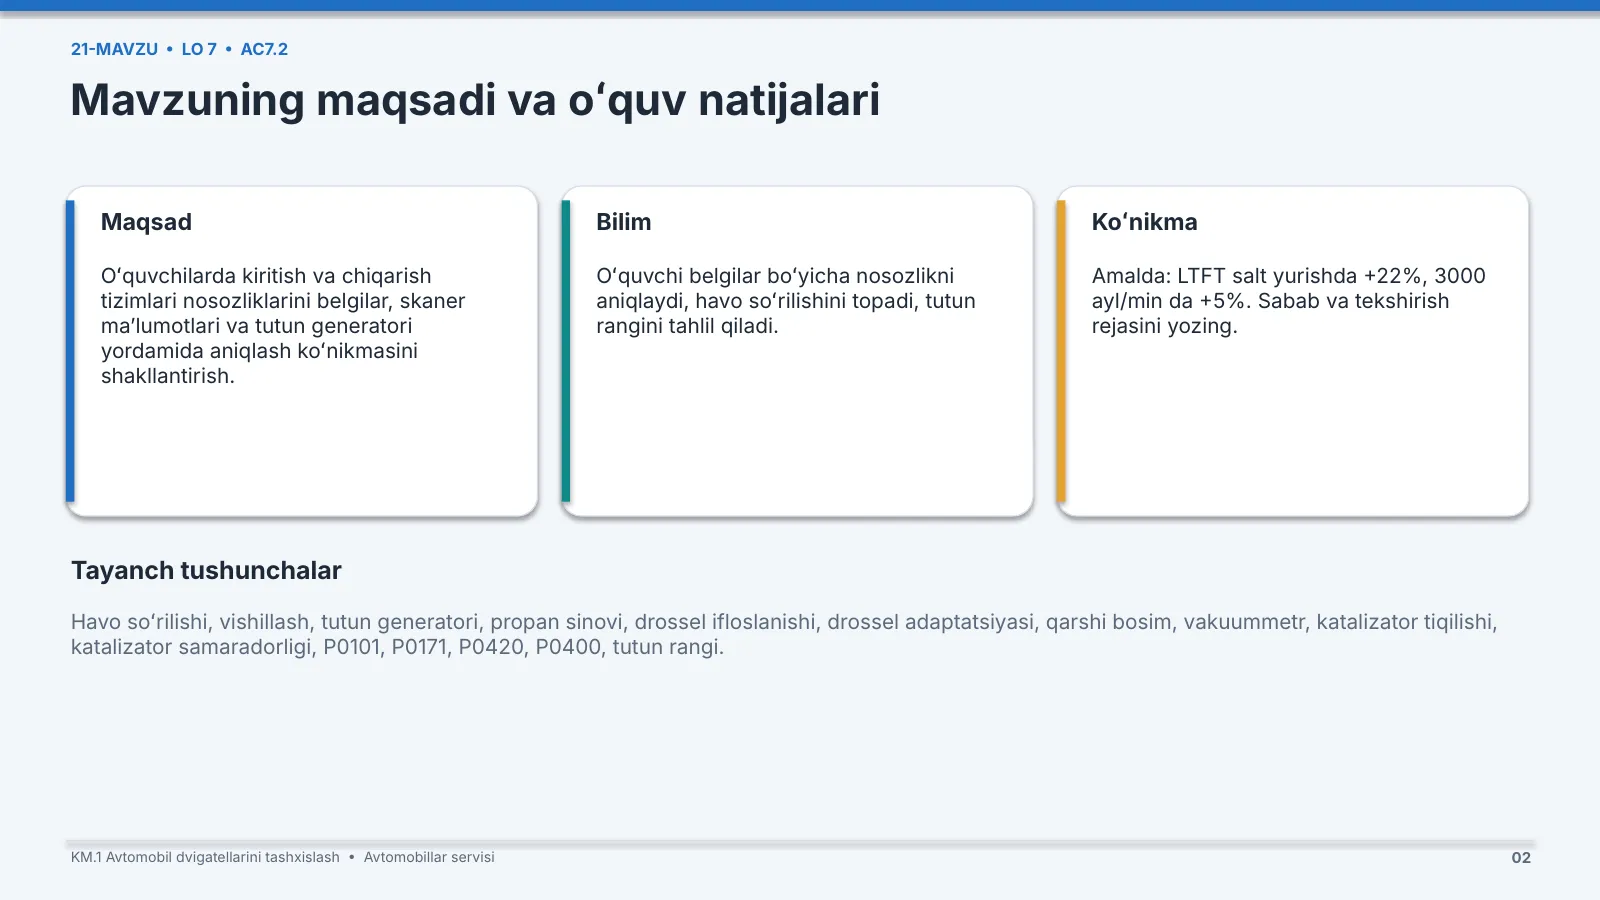 21-MAVZU • LO 7 • AC7.2
Mavzuning maqsadi va oʻquv natijalari
Maqsad
Oʻquvchilarda kiritish va chiqarish
tizimlari nosozliklarini belgilar, skaner
maʼlumotlari va tutun generatori
yordamida aniqlash koʻnikmasini
shakllantirish.
Bilim
Oʻquvchi belgilar boʻyicha nosozlikni
aniqlaydi, havo soʻrilishini topadi, tutun
rangini tahlil qiladi.
Koʻnikma
Amalda: LTFT salt yurishda +22%, 3000
ayl/min da +5%. Sabab va tekshirish
rejasini yozing.
Tayanch tushunchalar
Havo soʻrilishi, vishillash, tutun generatori, propan sinovi, drossel ifloslanishi, drossel adaptatsiyasi, qarshi bosim, vakuummetr, katalizator tiqilishi,
katalizator samaradorligi, P0101, P0171, P0420, P0400, tutun rangi.
KM.1 Avtomobil dvigatellarini tashxislash • Avtomobillar servisi
02